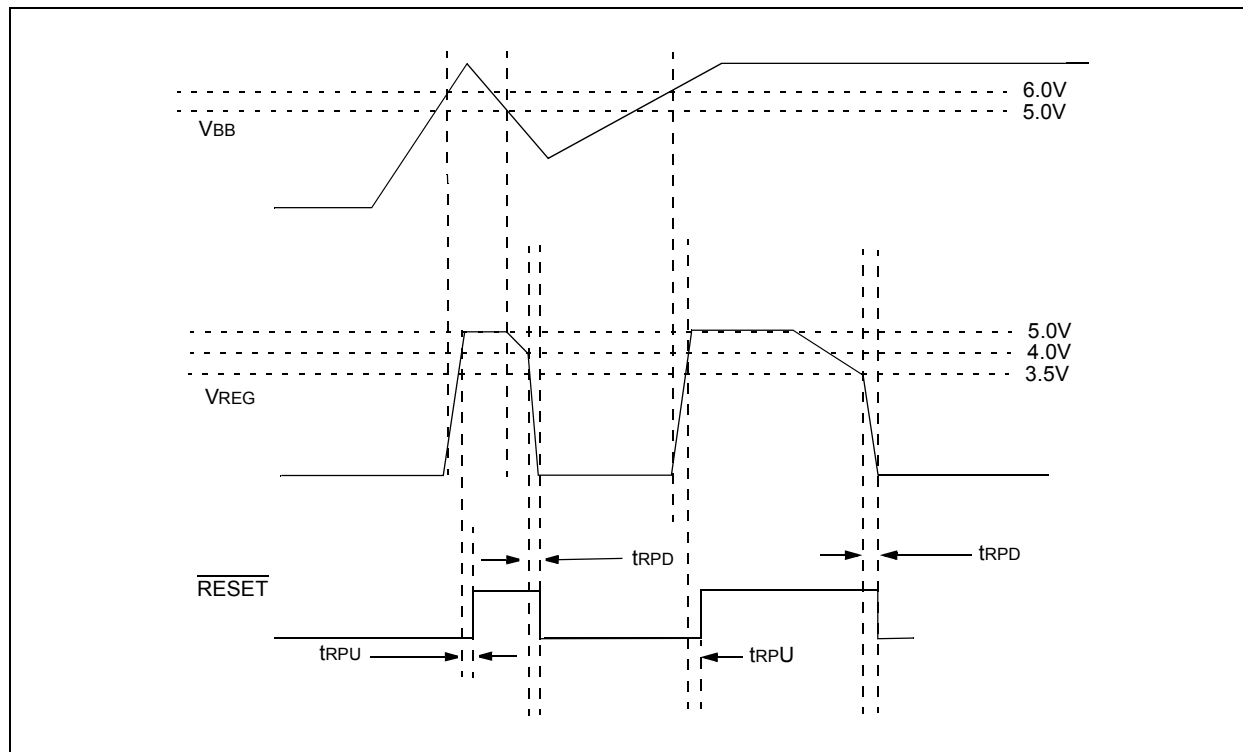 6.0V
5.0V
VBB
5.0V
4.0V
3.5V
VREG
tRPD
tRPD
RESET
tRPU
tRPU